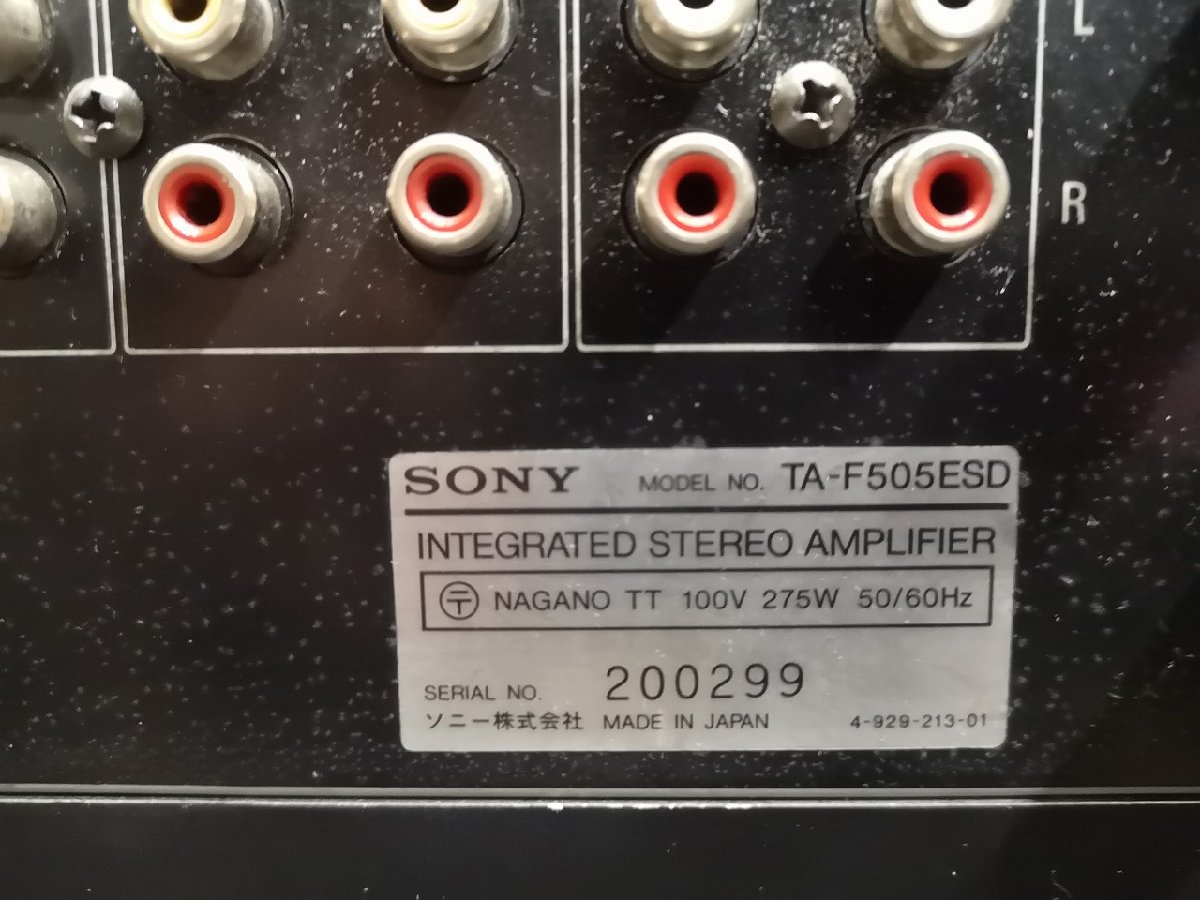 L
R
SONY MODEL NO. TA-F505ESD
INTEGRATED STEREO AMPLIFIER
〶 NAGANO TT 100V 275W 50/60Hz
SERIAL NO. 200299
ソニー株式会社 MADE IN JAPAN 4-929-213-01